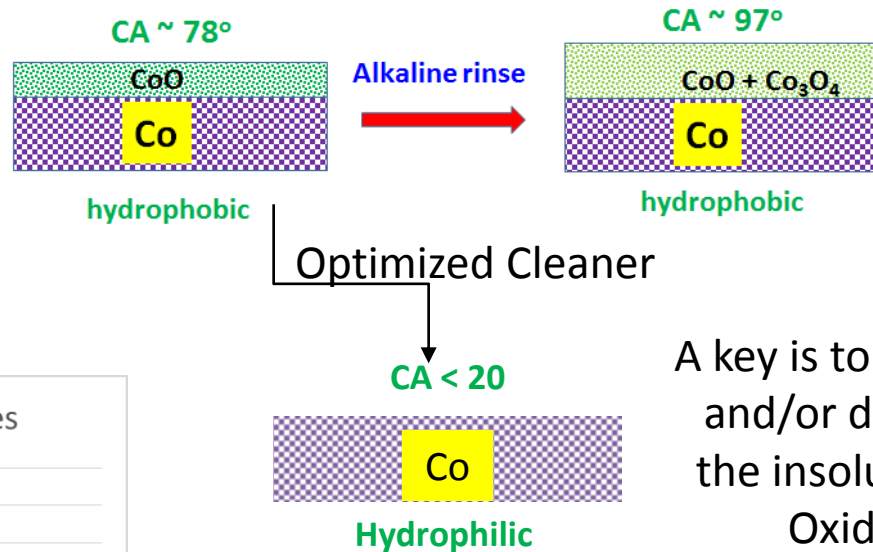 CA ~ 78°
CoO
Co
hydrophobic
Alkaline rinse
CA ~ 97°
CoO + Co₃O₄
Co
hydrophobic
Optimized Cleaner
CA < 20
Co
Hydrophilic
A key is to
and/or d
the insolu
Oxid
es